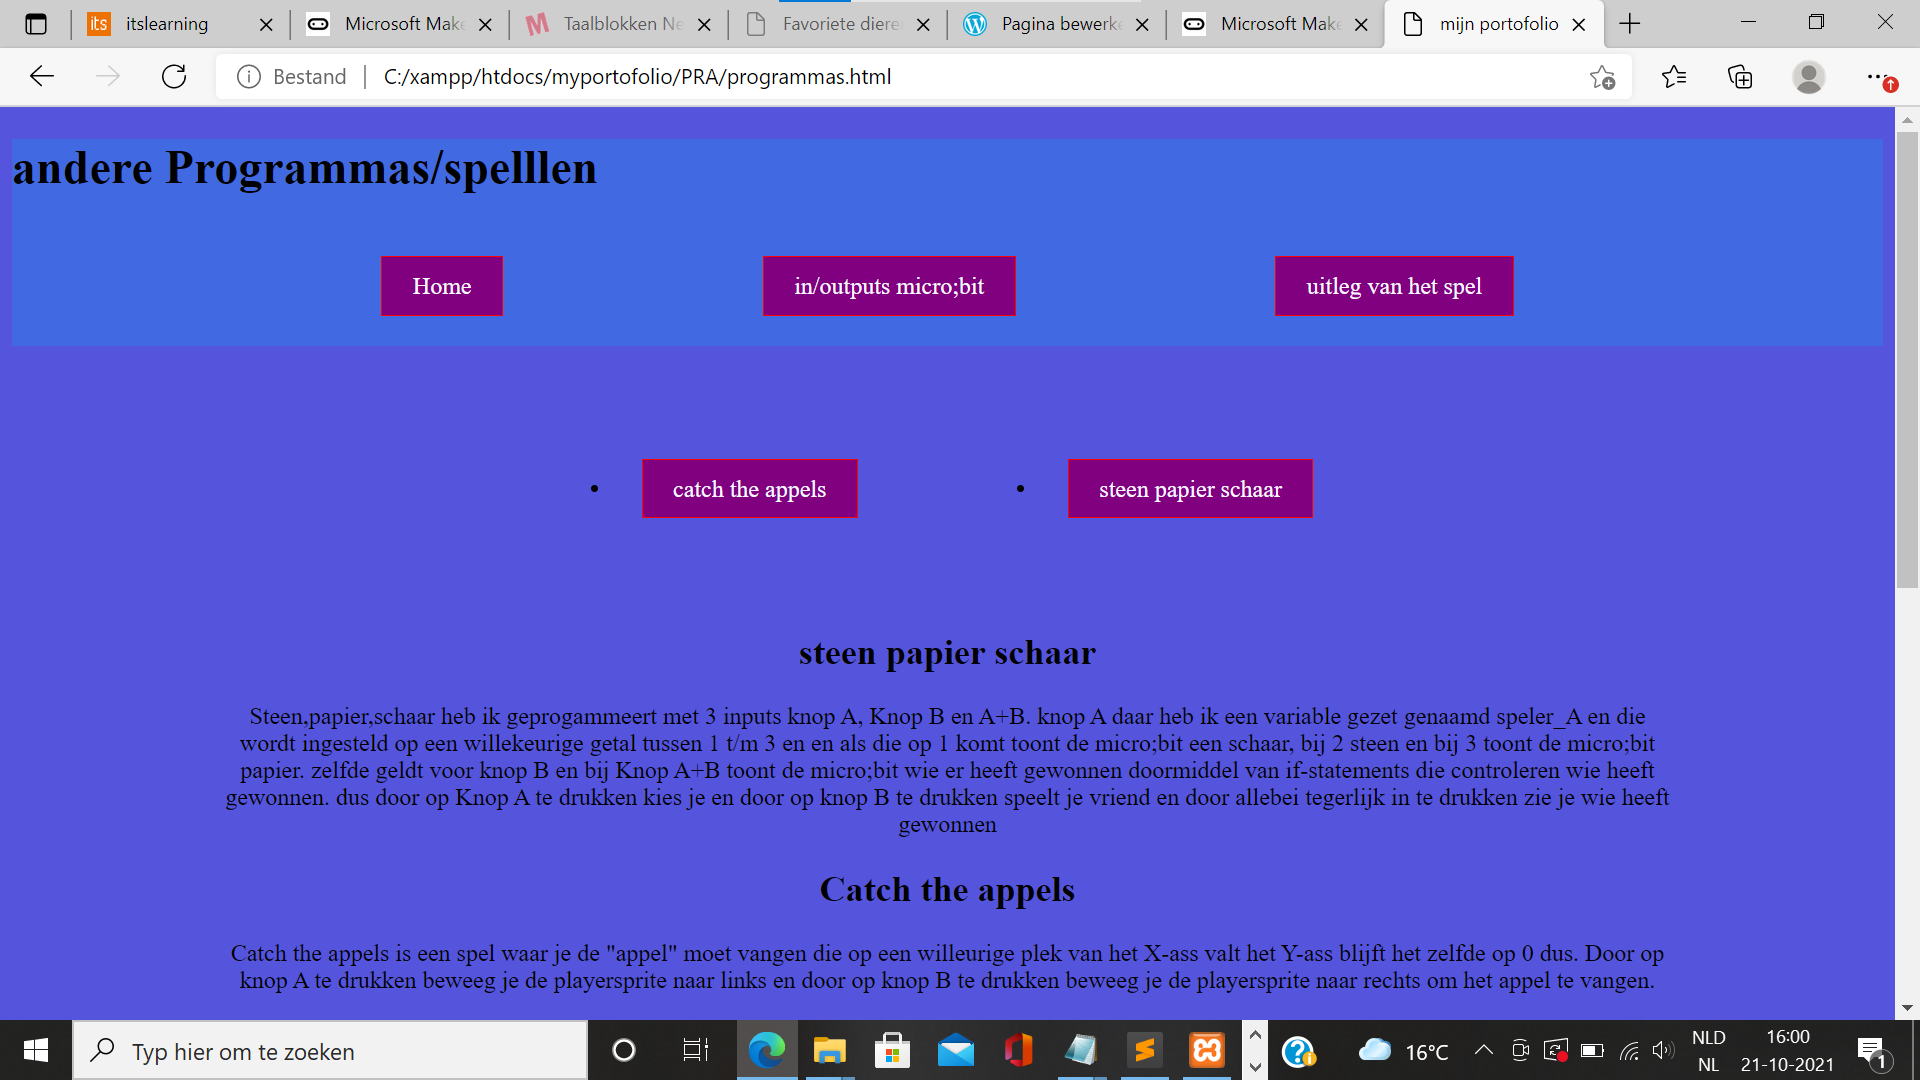 its itslearning
Microsoft Make
Taalblokken Ne
Favoriete diere
Pagina bewerke
Microsoft Make
mijn portofolio
Bestand
C:/xampp/htdocs/myportofolio/PRA/programmas.html
andere Programmas/spelllen
Home
in/outputs micro;bit
uitleg van het spel
catch the appels
steen papier schaar
steen papier schaar
Steen,papier,schaar heb ik geprogammeert met 3 inputs knop A, Knop B en A+B. knop A daar heb ik een variable gezet genaamd speler_A en die
wordt ingesteld op een willekeurige getal tussen 1 t/m 3 en en als die op 1 komt toont de micro;bit een schaar, bij 2 steen en bij 3 toont de micro;bit
papier. zelfde geldt voor knop B en bij Knop A+B toont de micro;bit wie er heeft gewonnen doormiddel van if-statements die controleren wie heeft
gewonnen. dus door op Knop A te drukken kies je en door op knop B te drukken speelt je vriend en door allebei tegerlijk in te drukken zie je wie heeft
gewonnen
Catch the appels
Catch the appels is een spel waar je de "appel" moet vangen die op een willeurige plek van het X-ass valt het Y-ass blijft het zelfde op 0 dus. Door op
knop A te drukken beweeg je de playersprite naar links en door op knop B te drukken beweeg je de playersprite naar rechts om het appel te vangen.
Typ hier om te zoeken
16°C
NLD
NL
16:00
21-10-2021
1